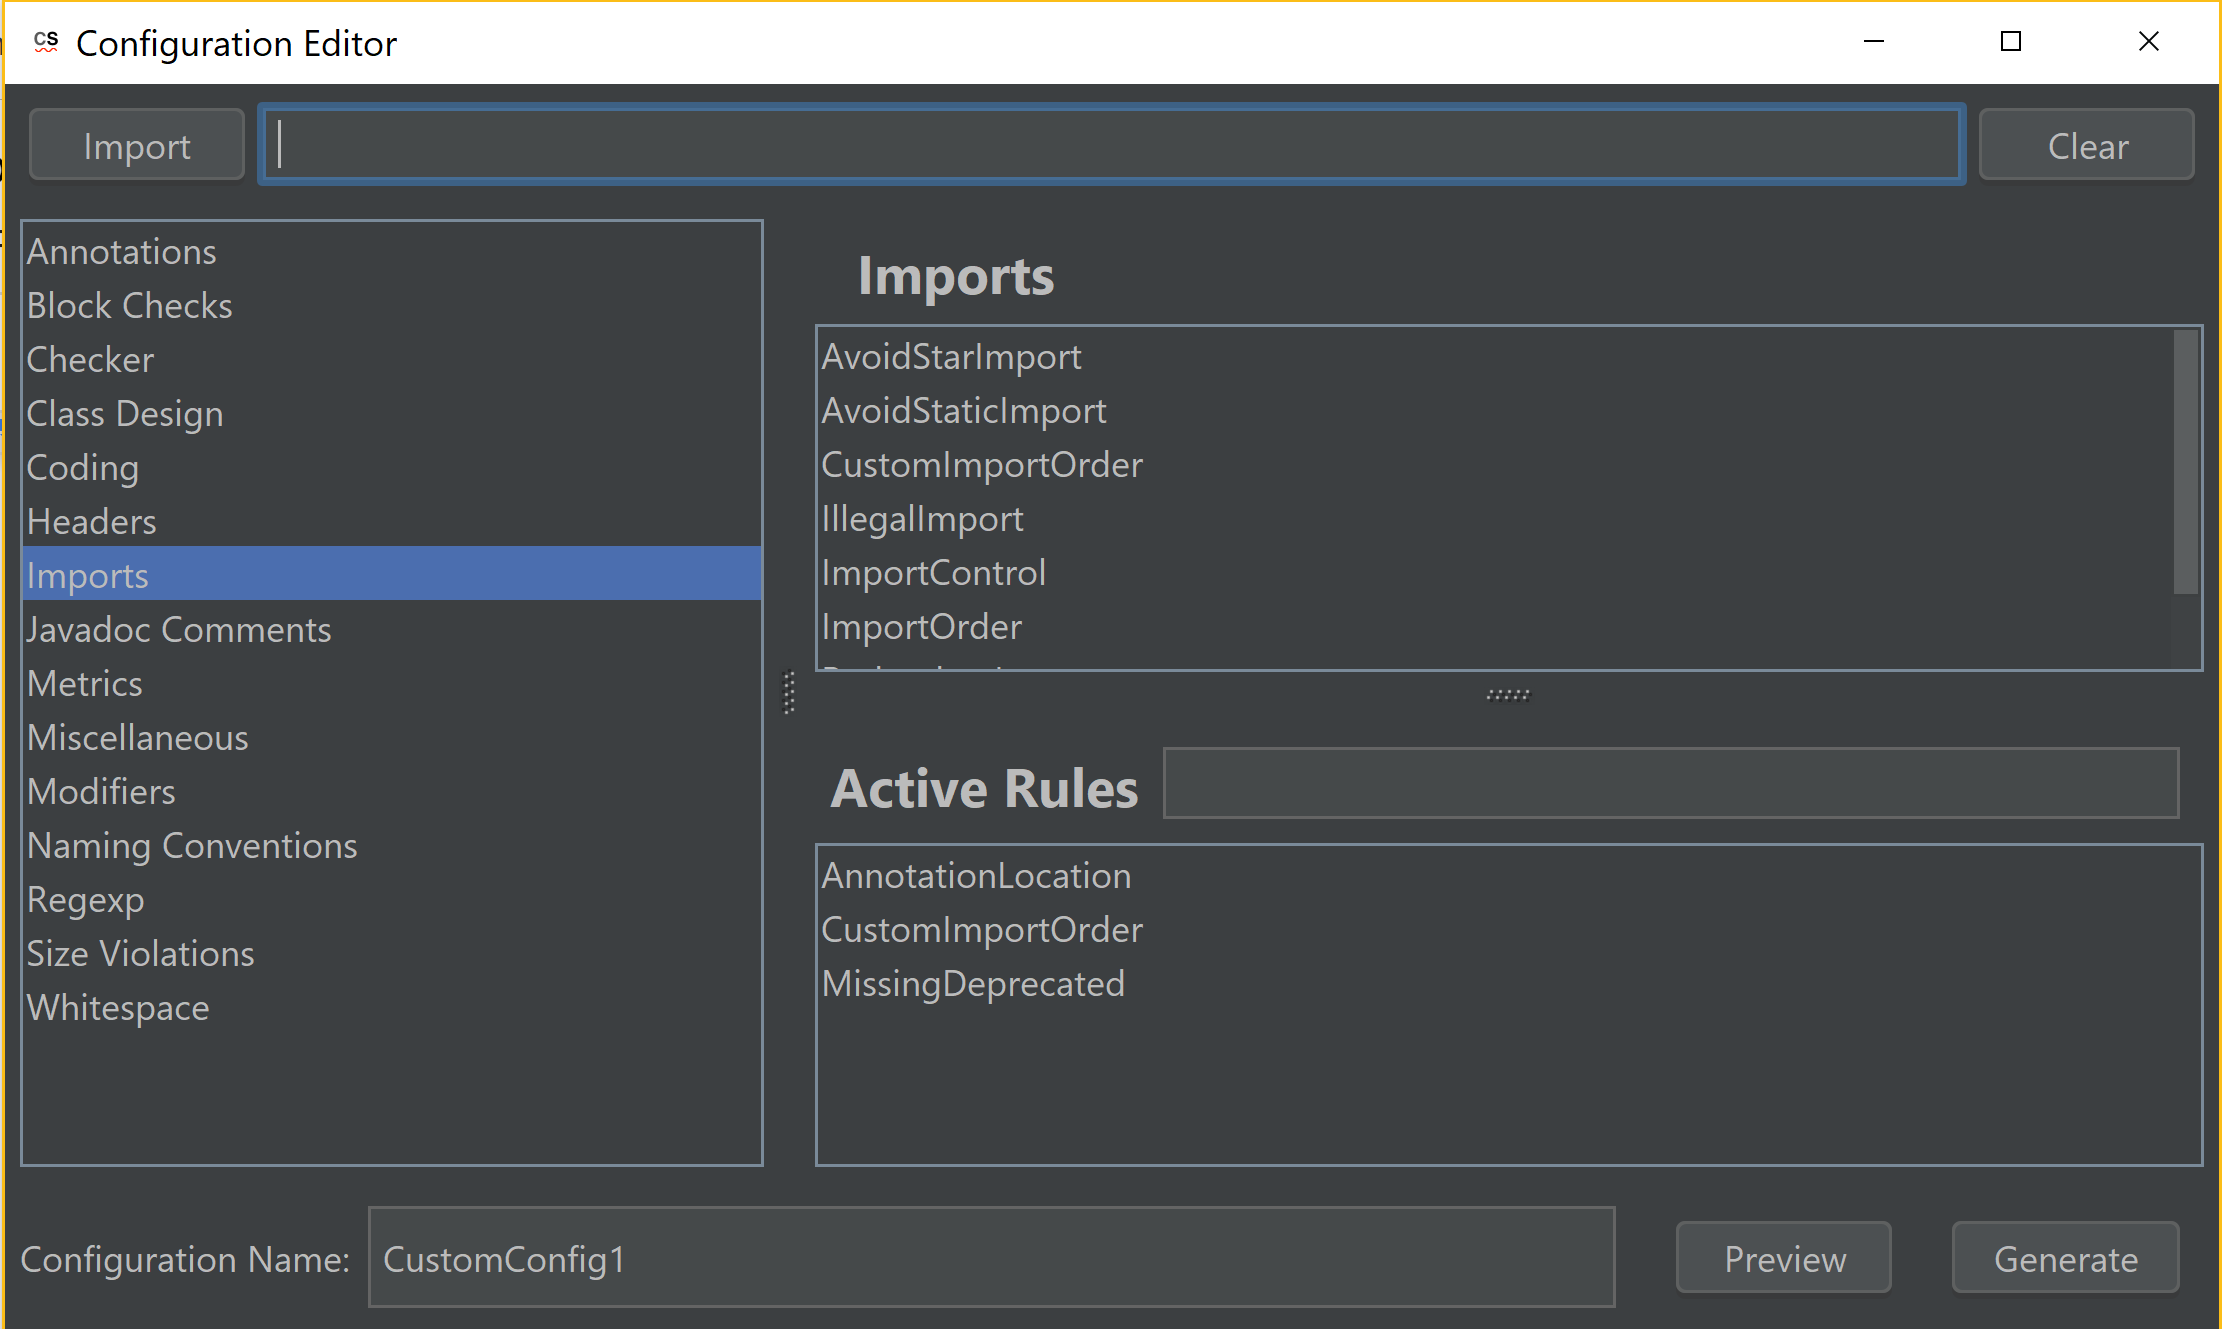 CS Configuration Editor
Import
Clear
Annotations
Block Checks
Checker
Class Design
Coding
Headers
Imports
Javadoc Comments
Metrics
Miscellaneous
Modifiers
Naming Conventions
Regexp
Size Violations
Whitespace
Imports
AvoidStarImport
AvoidStaticImport
CustomImportOrder
IllegalImport
ImportControl
ImportOrder
Active Rules
AnnotationLocation
CustomImportOrder
MissingDeprecated
Configuration Name: CustomConfig1
Preview
Generate